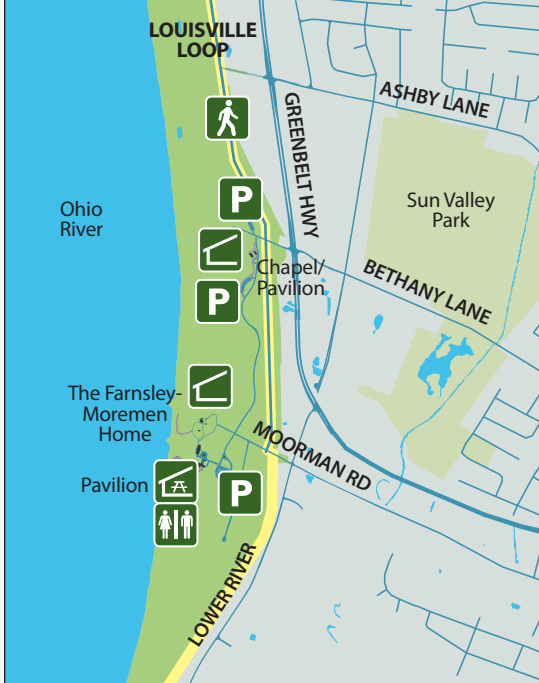 LOUISVILLE
LOOP
ASHBY LANE
GREENBELT HWY
P
Ohio
River
Sun Valley
Park
Chapel/
Pavilion
BETHANY LANE
P
The Farnsley-
Moremen
Home
MOORMAN RD
Pavilion
P
LOWER RIVER